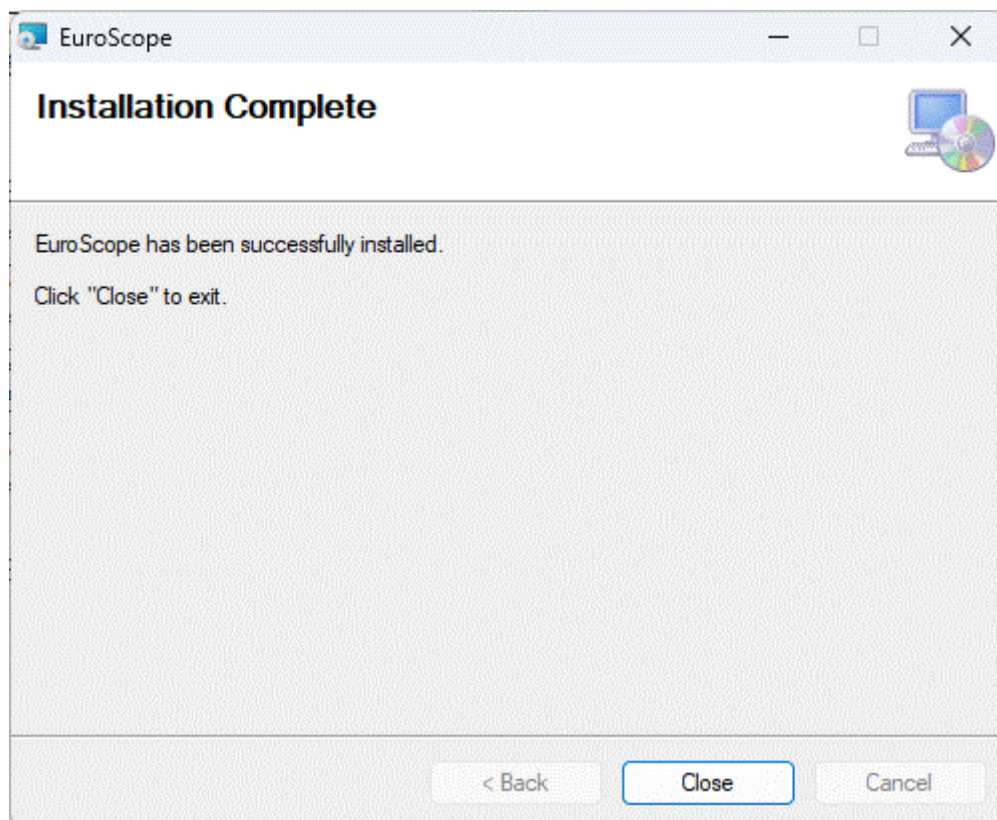 EuroScope
Installation Complete
EuroScope has been successfully installed.
Click "Close" to exit.
< Back
Close
Cancel